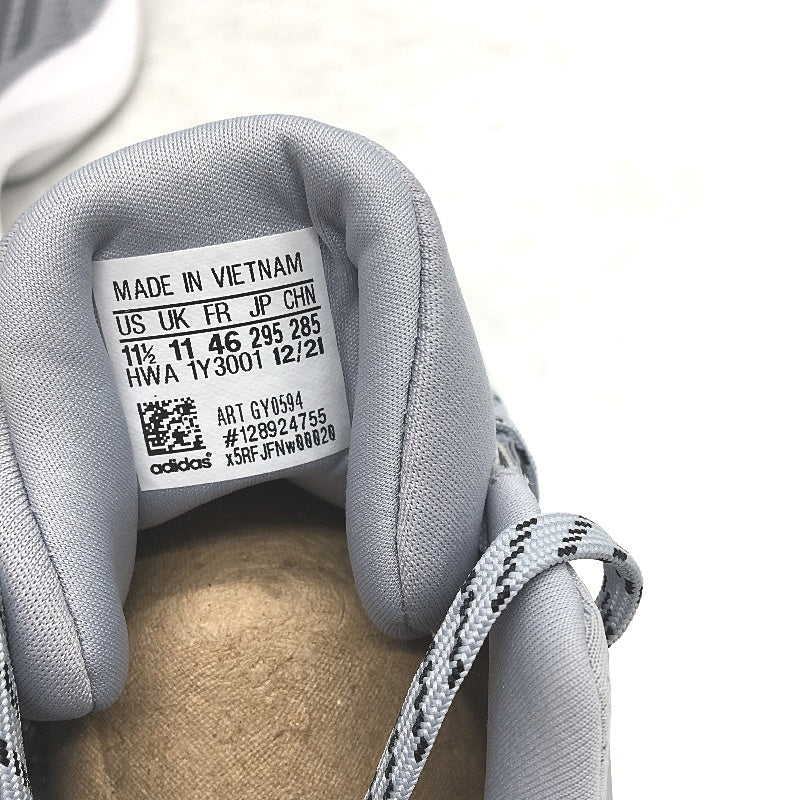 MADE IN VIETNAM
US UK FR JP CHN
11½ 11 46 295 285
HWA 1Y3001 12/21
ART GY0594
#128924755
x5RFJFNw00020
adidas®